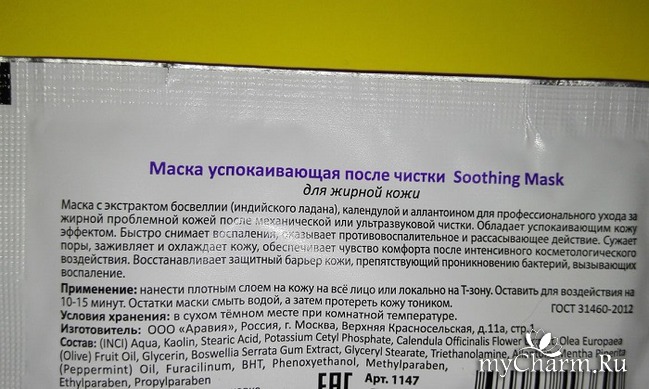 Маска успокаивающая после чистки Soothing Mask
для жирной кожи
Маска с экстрактом босвеллии (индийского ладана), календулой и аллантоином для профессионального ухода за
жирной проблемной кожей после механической или ультразвуковой чистки. Обладает успокаивающим кожу
эффектом. Быстро снимает воспаления, оказывает противовоспалительное и рассасывающее действие. Сужает
поры, заживляет и охлаждает кожу, обеспечивает чувство комфорта после интенсивного косметологического
воздействия. Восстанавливает защитный барьер кожи, препятствующий проникновению бактерий, вызывающих
воспаление.
Применение: нанести плотным слоем на кожу на всё лицо или локально на Т-зону. Оставить для воздействия на
10-15 минут. Остатки маски смыть водой, а затем протереть кожу тоником.
ГОСТ 31460-2012
Условия хранения: в сухом тёмном месте при комнатной температуре.
Изготовитель: ООО «Аравия», Россия, г. Москва, Верхняя Красносельская, д.11а, стр.1
Состав: (INCI) Aqua, Kaolin, Stearic Acid, Potassium Cetyl Phosphate, Calendula Officinalis Flower Extract, Olea Europaea
(Olive) Fruit Oil, Glycerin, Boswellia Serrata Gum Extract, Glyceryl Stearate, Triethanolamine, Mentha Piperita
(Peppermint) Oil, Furacilinum, BHT, Phenoxyethanol, Methylparaben,
Ethylparaben, Propylparaben
EAC Арт. 1147
myCharm.Ru